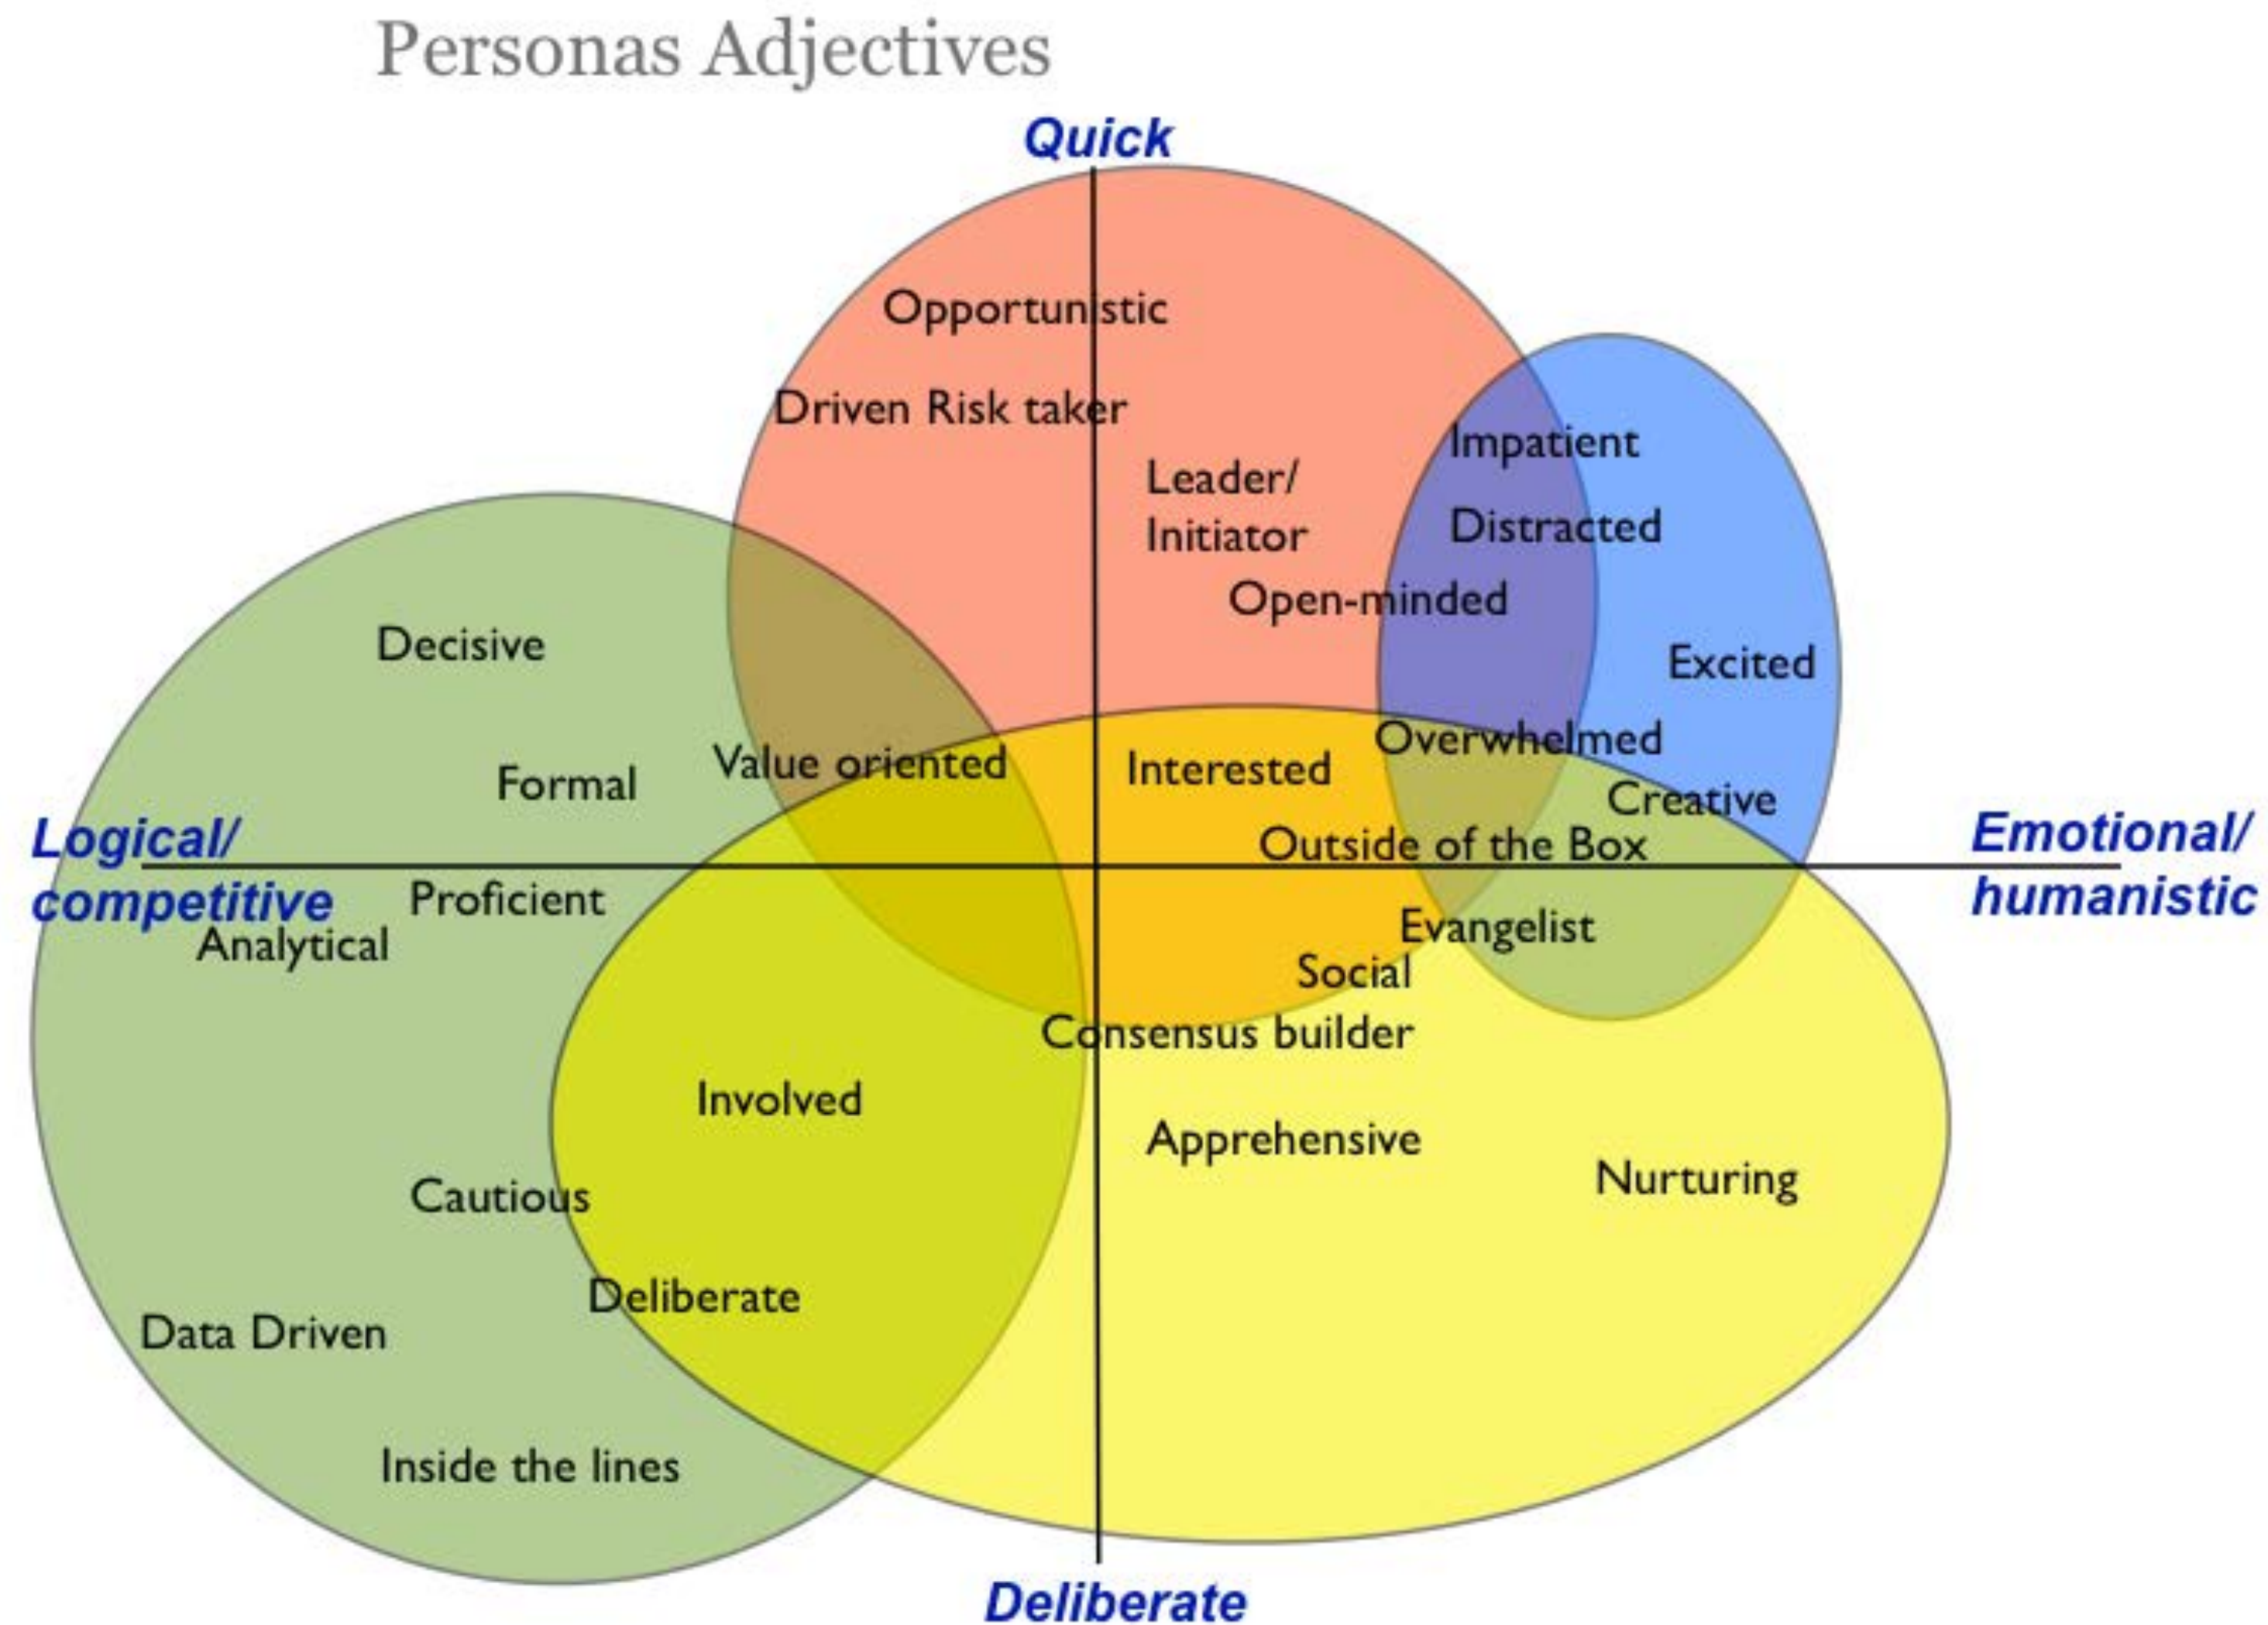 Personas Adjectives
Quick
Opportunistic
Driven Risk taker
Leader/
Initiator
Impatient
Distracted
Open-minded
Decisive
Excited
Overwhelmed
Value oriented
Interested
Formal
Creative
Outside of the Box
Logical/
competitive
Emotional/
humanistic
Proficient
Analytical
Evangelist
Social
Consensus builder
Involved
Apprehensive
Nurturing
Cautious
Deliberate
Data Driven
Inside the lines
Deliberate